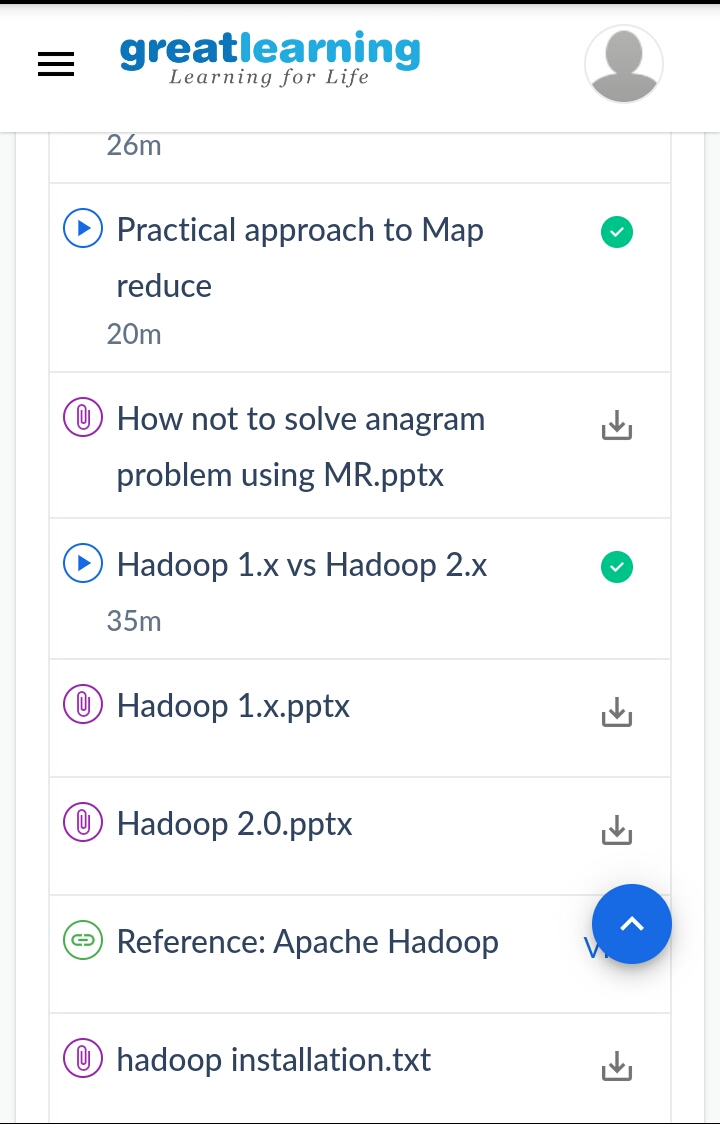 greatlearning
Learning for Life
26m
Practical approach to Map
reduce
20m
How not to solve anagram
problem using MR.pptx
Hadoop 1.x vs Hadoop 2.x
35m
Hadoop 1.x.pptx
Hadoop 2.0.pptx
Reference: Apache Hadoop
hadoop installation.txt